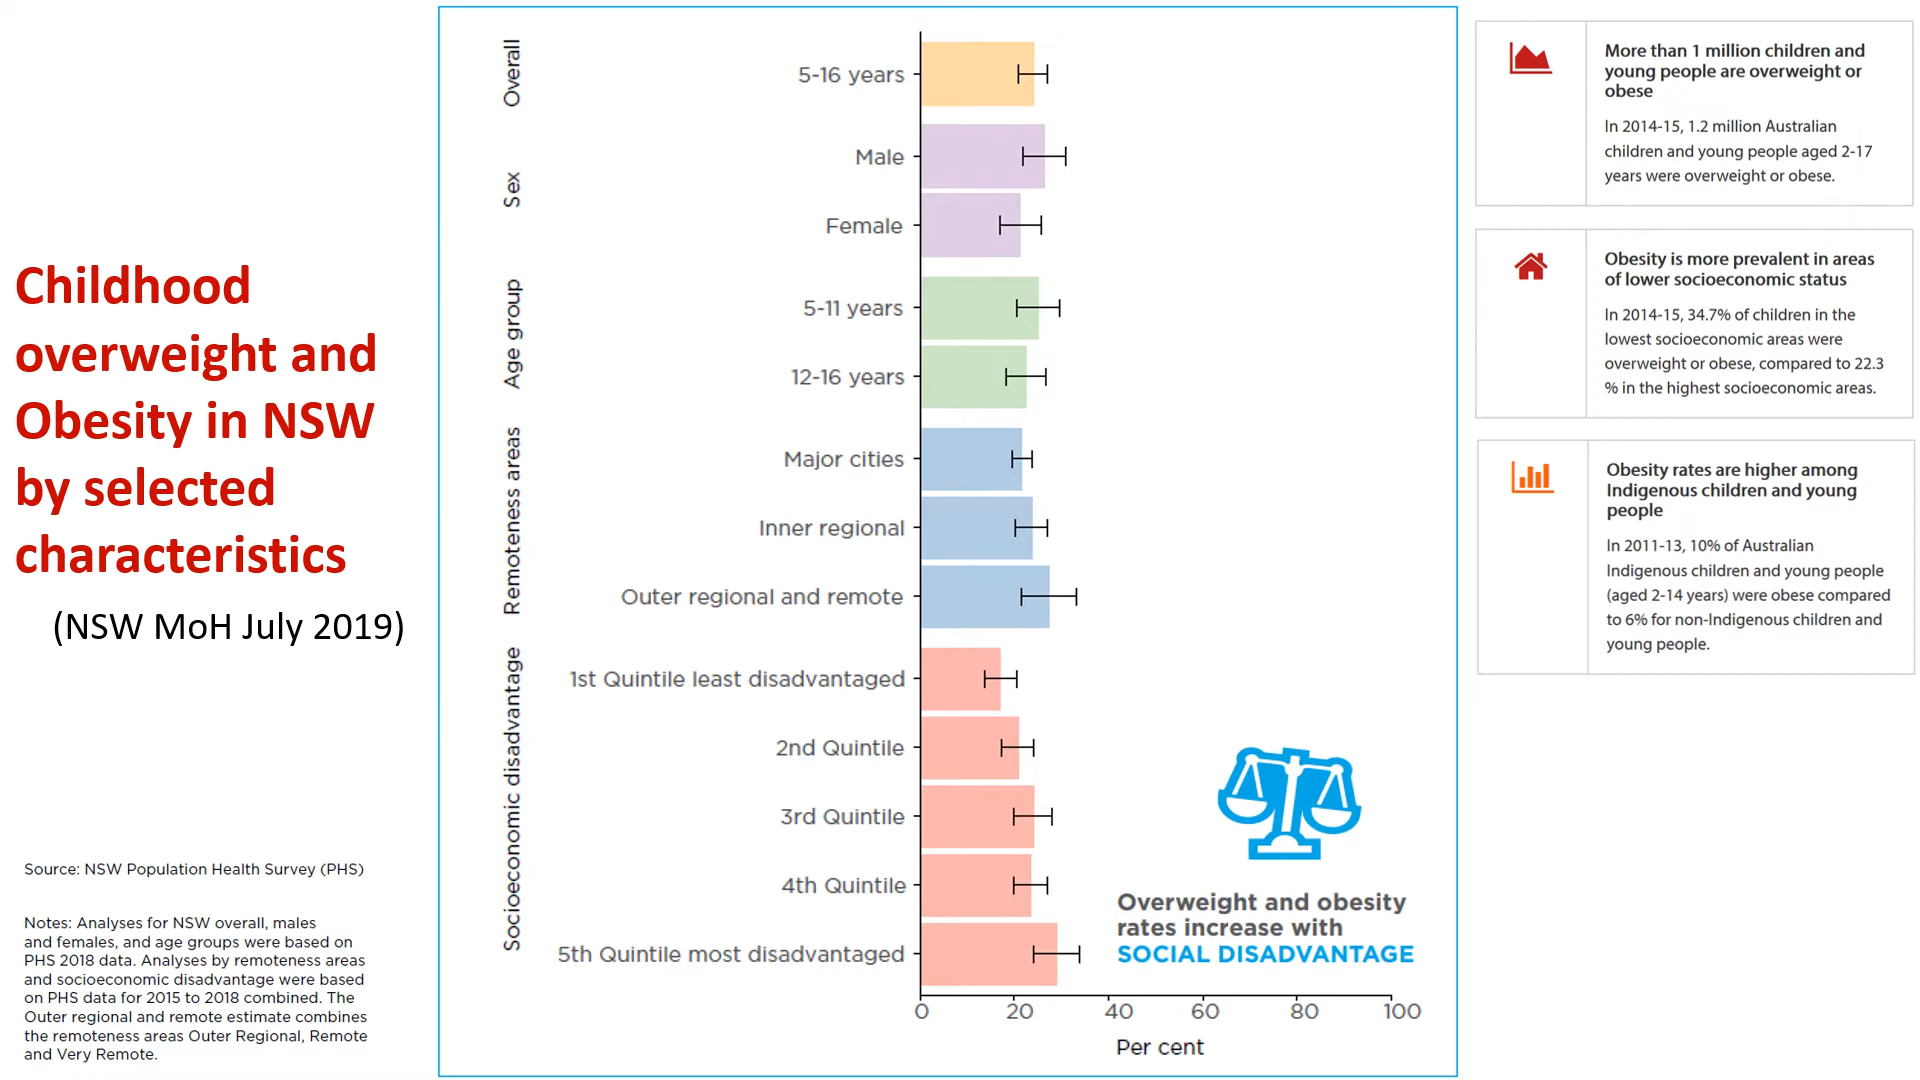 Childhood
overweight and
Obesity in NSW
by selected
characteristics
(NSW MoH July 2019)
Source: NSW Population Health Survey (PHS)
Notes: Analyses for NSW overall, males
and females, and age groups were based on
PHS 2018 data. Analyses by remoteness areas
and socioeconomic disadvantage were based
on PHS data for 2015 to 2018 combined. The
Outer regional and remote estimate combines
the remoteness areas Outer Regional, Remote
and Very Remote.
Overall
5-16 years
Sex
Male
Female
Age group
5-11 years
12-16 years
Remoteness areas
Major cities
Inner regional
Outer regional and remote
Socioeconomic disadvantage
1st Quintile least disadvantaged
2nd Quintile
3rd Quintile
4th Quintile
5th Quintile most disadvantaged
0 20 40 60 80 100
Per cent
Overweight and obesity
rates increase with
SOCIAL DISADVANTAGE
More than 1 million children and
young people are overweight or
obese
In 2014-15, 1.2 million Australian
children and young people aged 2-17
years were overweight or obese.
Obesity is more prevalent in areas
of lower socioeconomic status
In 2014-15, 34.7% of children in the
lowest socioeconomic areas were
overweight or obese, compared to 22.3
% in the highest socioeconomic areas.
Obesity rates are higher among
Indigenous children and young
people
In 2011-13, 10% of Australian
Indigenous children and young people
(aged 2-14 years) were obese compared
to 6% for non-Indigenous children and
young people.